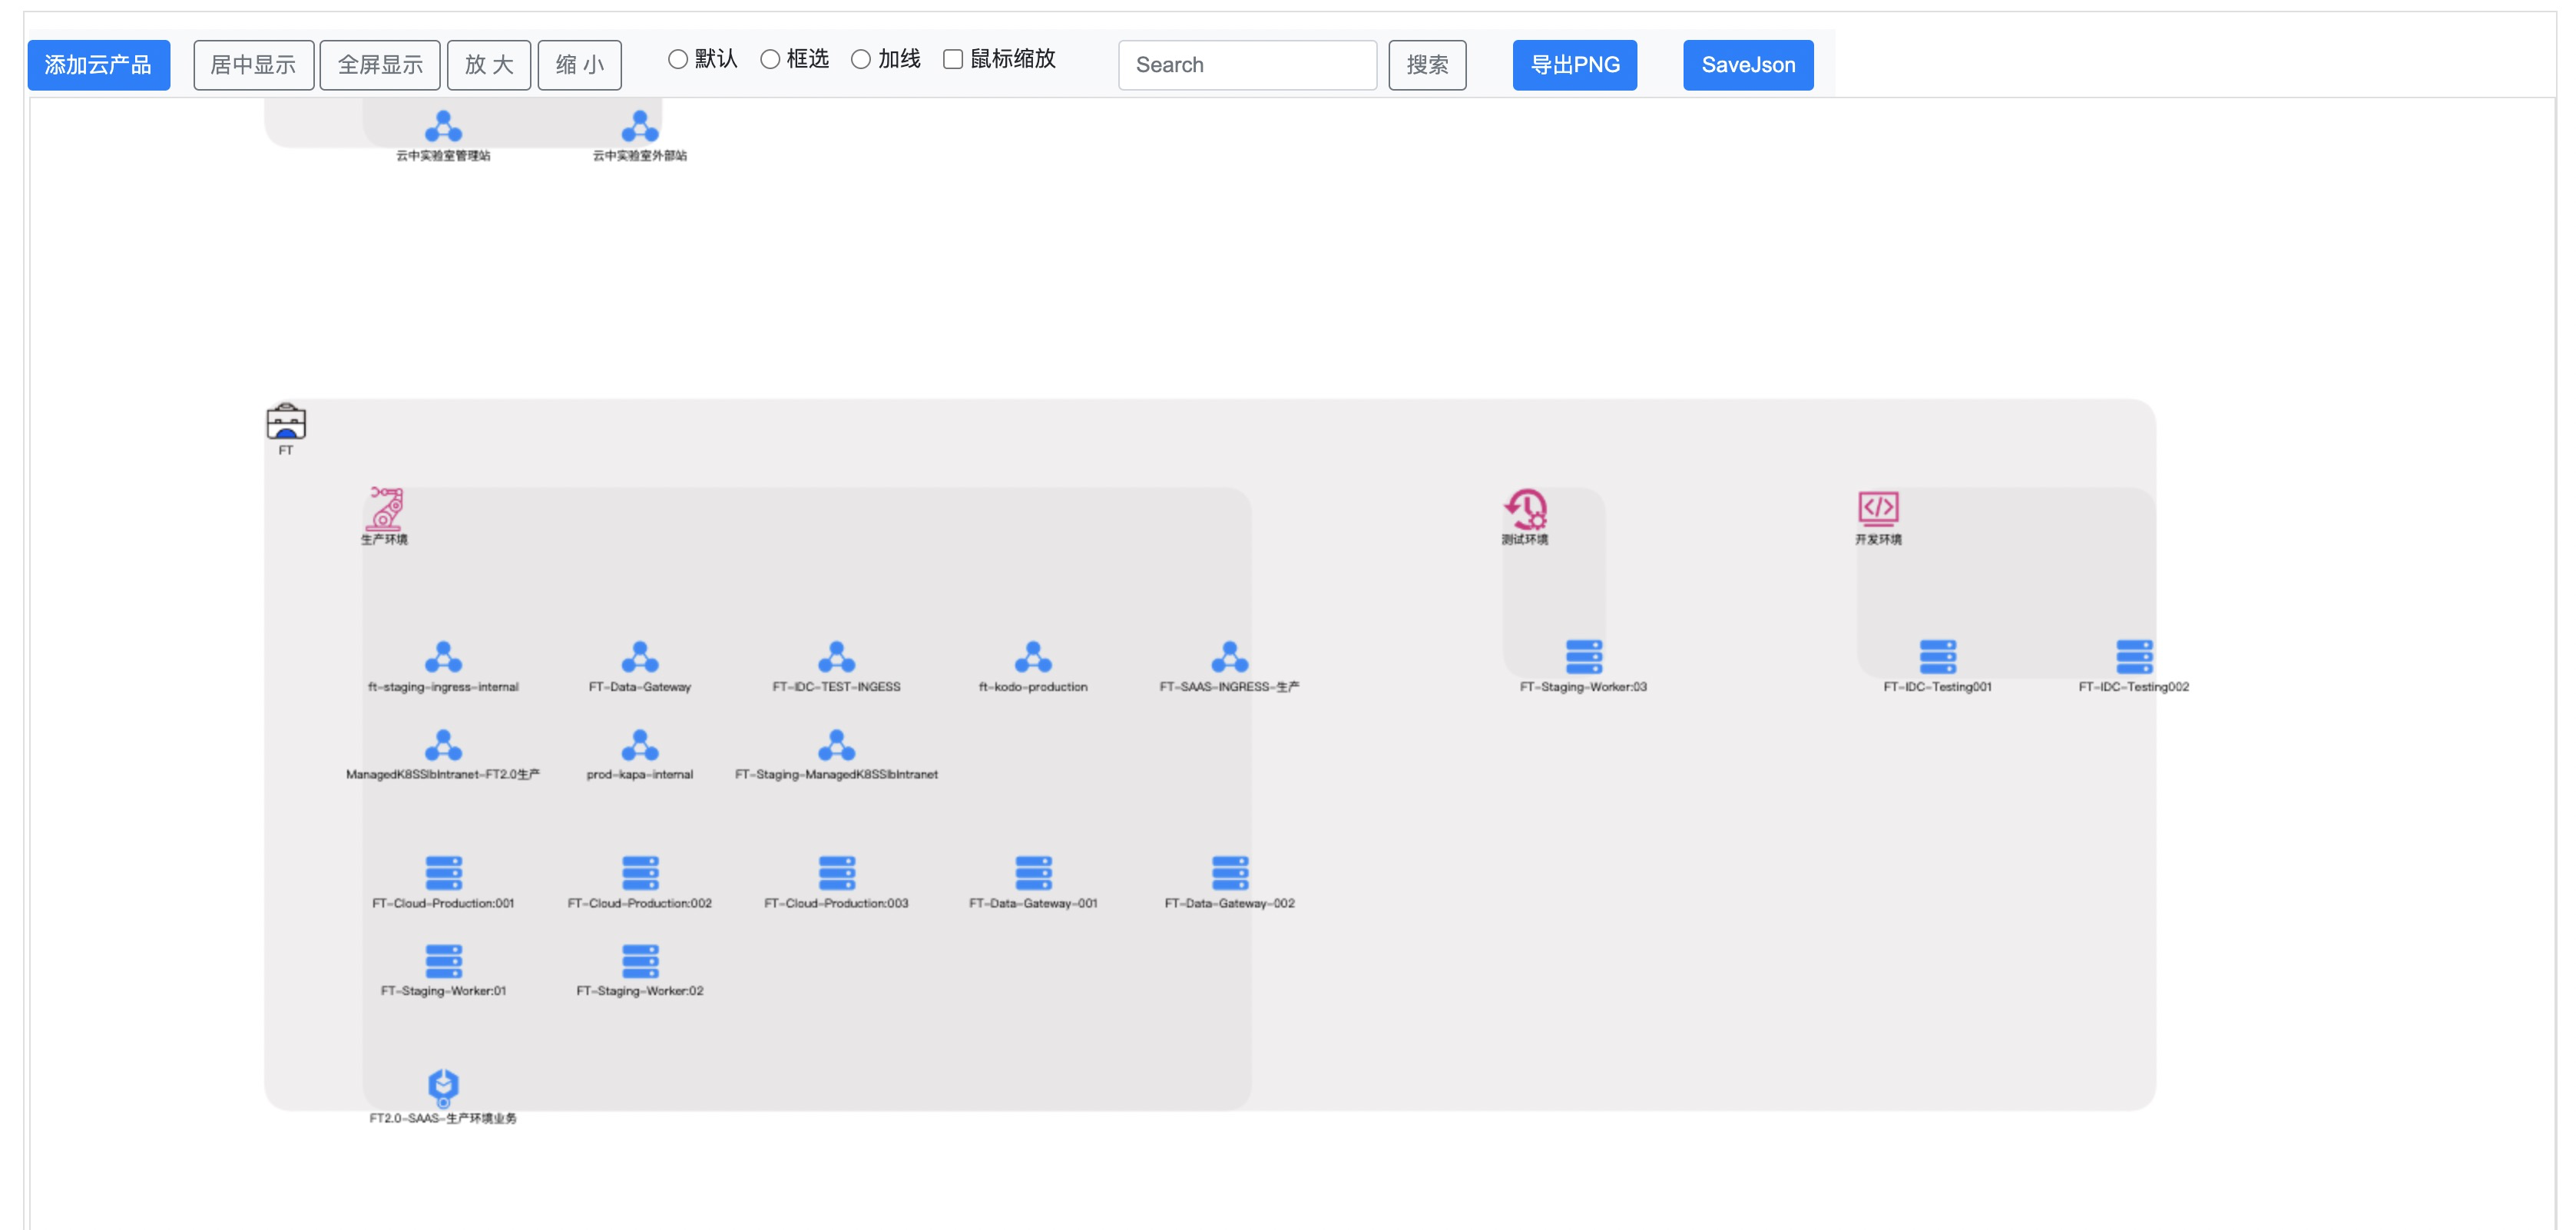 添加云产品 居中显示 全屏显示 放 大 缩 小 默认 框选 加线 鼠标缩放 Search 搜索 导出PNG SaveJson
云中实验室管理站 云中实验室外部站
FT
生产环境 测试环境 开发环境
ft-staging-ingress-internal FT-Data-Gateway FT-IDC-TEST-INGESS ft-kodo-production FT-SAAS-INGRESS-生产 FT-Staging-Worker:03 FT-IDC-Testing001 FT-IDC-Testing002
ManagedK8SSlbIntranet-FT2.0生产 prod-kapa-internal FT-Staging-ManagedK8SSlbIntranet
FT-Cloud-Production:001 FT-Cloud-Production:002 FT-Cloud-Production:003 FT-Data-Gateway-001 FT-Data-Gateway-002
FT-Staging-Worker:01 FT-Staging-Worker:02
FT2.0-SAAS-生产环境业务